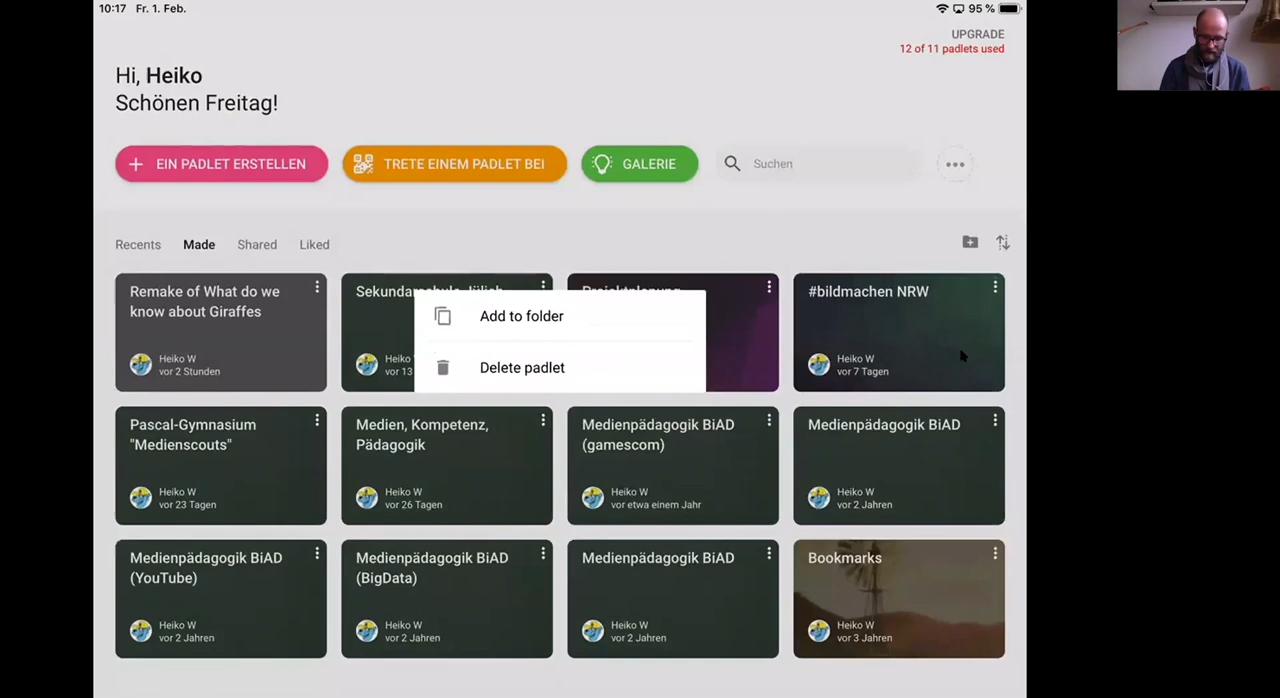 10:17 Fr. 1. Feb.
95 %
UPGRADE
12 of 11 padlets used
Hi, Heiko
Schönen Freitag!
EIN PADLET ERSTELLEN
TRETE EINEM PADLET BEI
GALERIE
Suchen
Recents
Made
Shared
Liked
Remake of What do we
know about Giraffes
Heiko W
vor 2 Stunden
Heiko
vor 13
Add to folder
Delete padlet
#bildmachen NRW
Heiko W
vor 7 Tagen
Pascal-Gymnasium
"Medienscouts"
Heiko W
vor 23 Tagen
Medien, Kompetenz,
Pädagogik
Heiko W
vor 26 Tagen
Medienpädagogik BiAD
(gamescom)
Heiko W
vor etwa einem Jahr
Medienpädagogik BiAD
Heiko W
vor 2 Jahren
Medienpädagogik BiAD
(YouTube)
Heiko W
vor 2 Jahren
Medienpädagogik BiAD
(BigData)
Heiko W
vor 2 Jahren
Medienpädagogik BiAD
Heiko W
vor 2 Jahren
Bookmarks
Heiko W
vor 3 Jahren